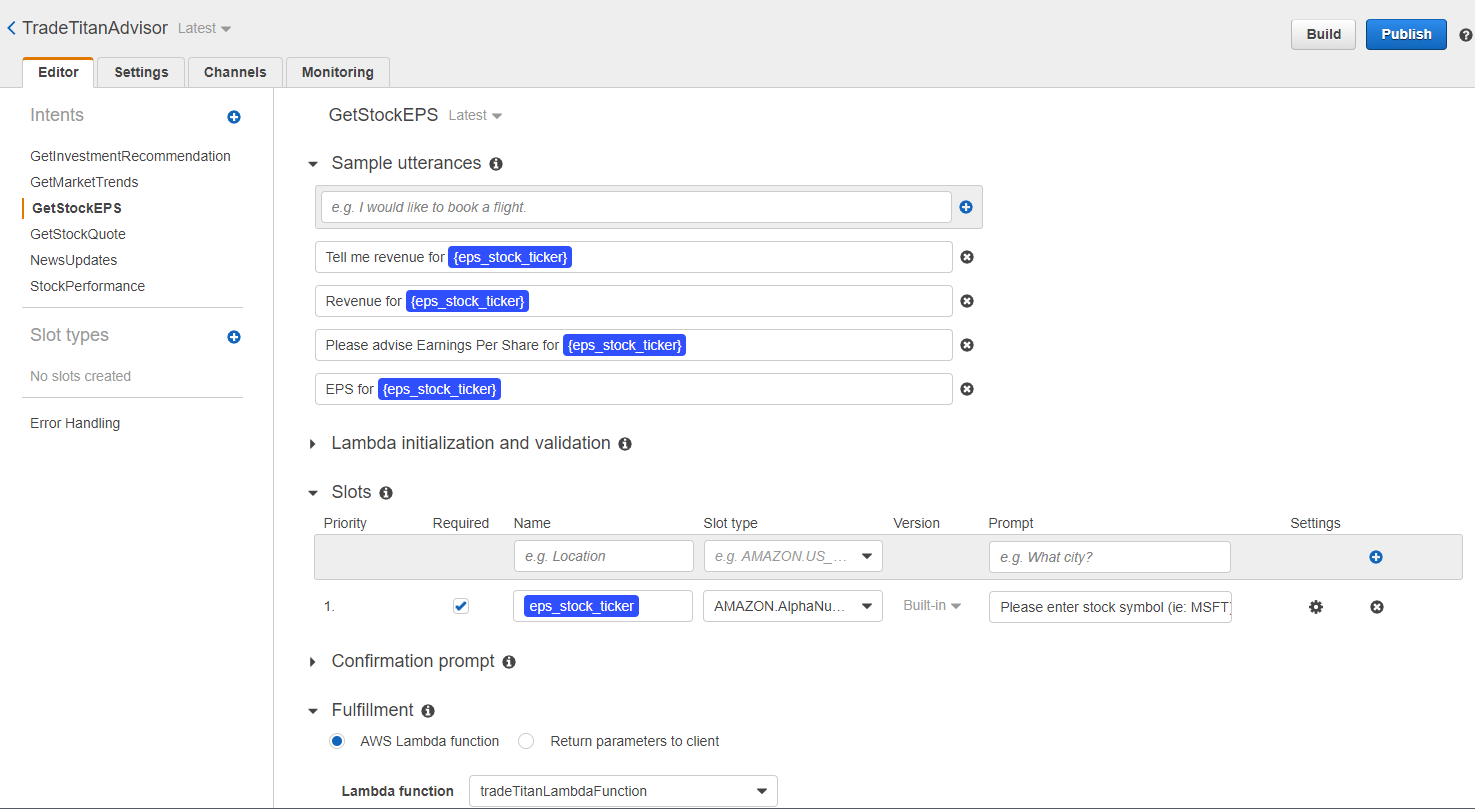 TradeTitanAdvisor Latest
Build Publish
Editor Settings Channels Monitoring
Intents
GetInvestmentRecommendation
GetMarketTrends
GetStockEPS
GetStockQuote
NewsUpdates
StockPerformance
Slot types
No slots created
Error Handling
GetStockEPS Latest
Sample utterances
e.g. I would like to book a flight.
Tell me revenue for {eps_stock_ticker}
Revenue for {eps_stock_ticker}
Please advise Earnings Per Share for {eps_stock_ticker}
EPS for {eps_stock_ticker}
Lambda initialization and validation
Slots
Priority Required Name Slot type Version Prompt Settings
e.g. Location e.g. AMAZON.US_... e.g. What city?
1. eps_stock_ticker AMAZON.AlphaNu... Built-in Please enter stock symbol (ie: MSFT)
Confirmation prompt
Fulfillment
AWS Lambda function Return parameters to client
Lambda function tradeTitanLambdaFunction